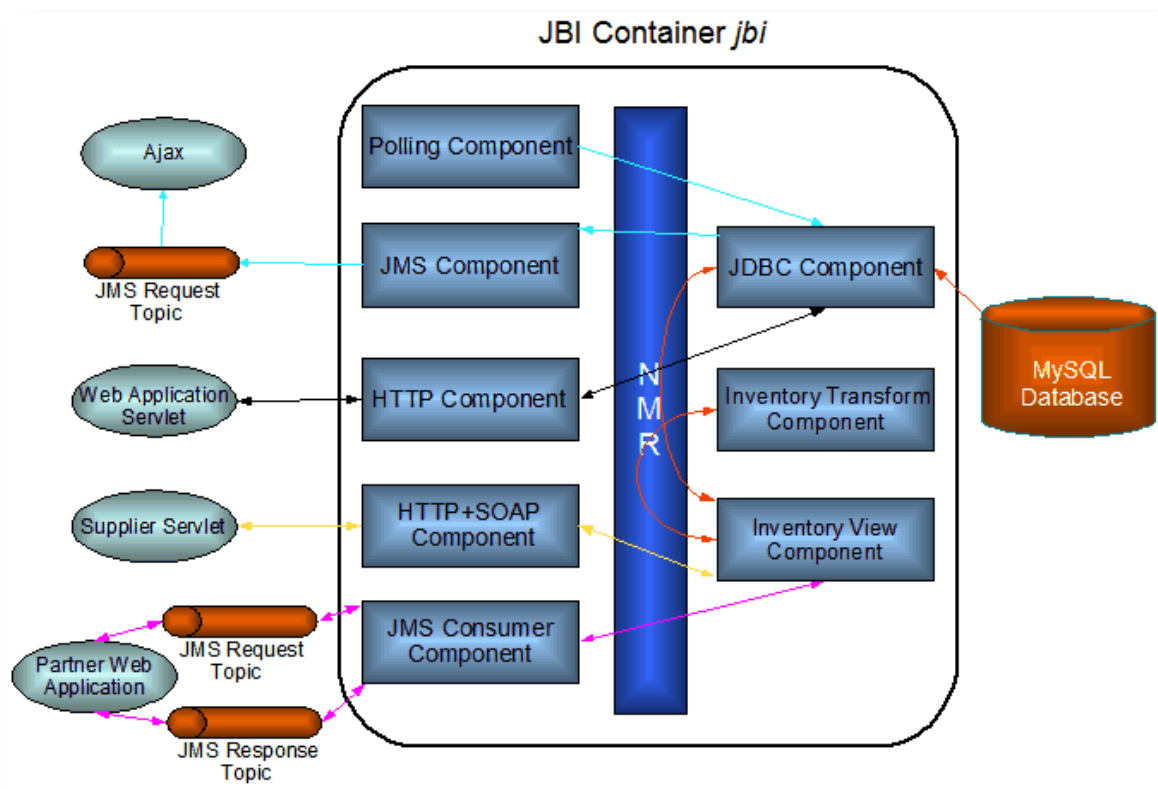 JBI Container jbi
Ajax
Polling Component
JMS Component
JDBC Component
JMS Request
Topic
Web Application
Servlet
HTTP Component
N
M
R
Inventory Transform
Component
MySQL
Database
Supplier Servlet
HTTP+SOAP
Component
Inventory View
Component
JMS Consumer
Component
JMS Request
Topic
Partner Web
Application
JMS Response
Topic